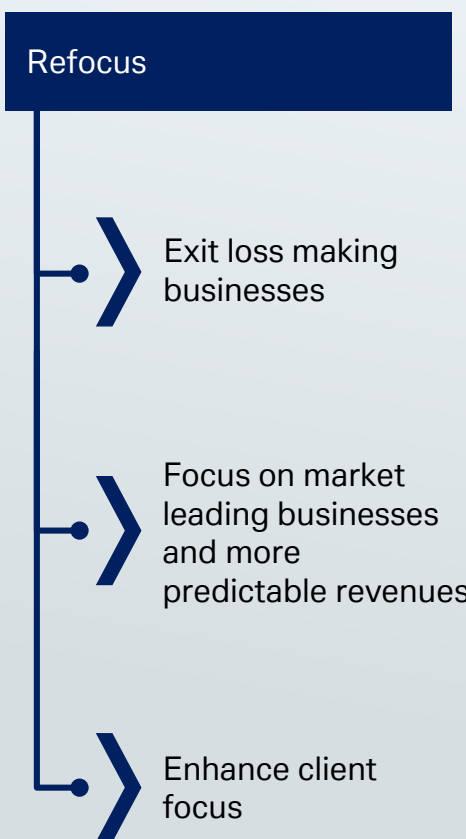 Refocus
Exit loss making
businesses
Focus on market
leading businesses
and more
predictable revenues
Enhance client
focus